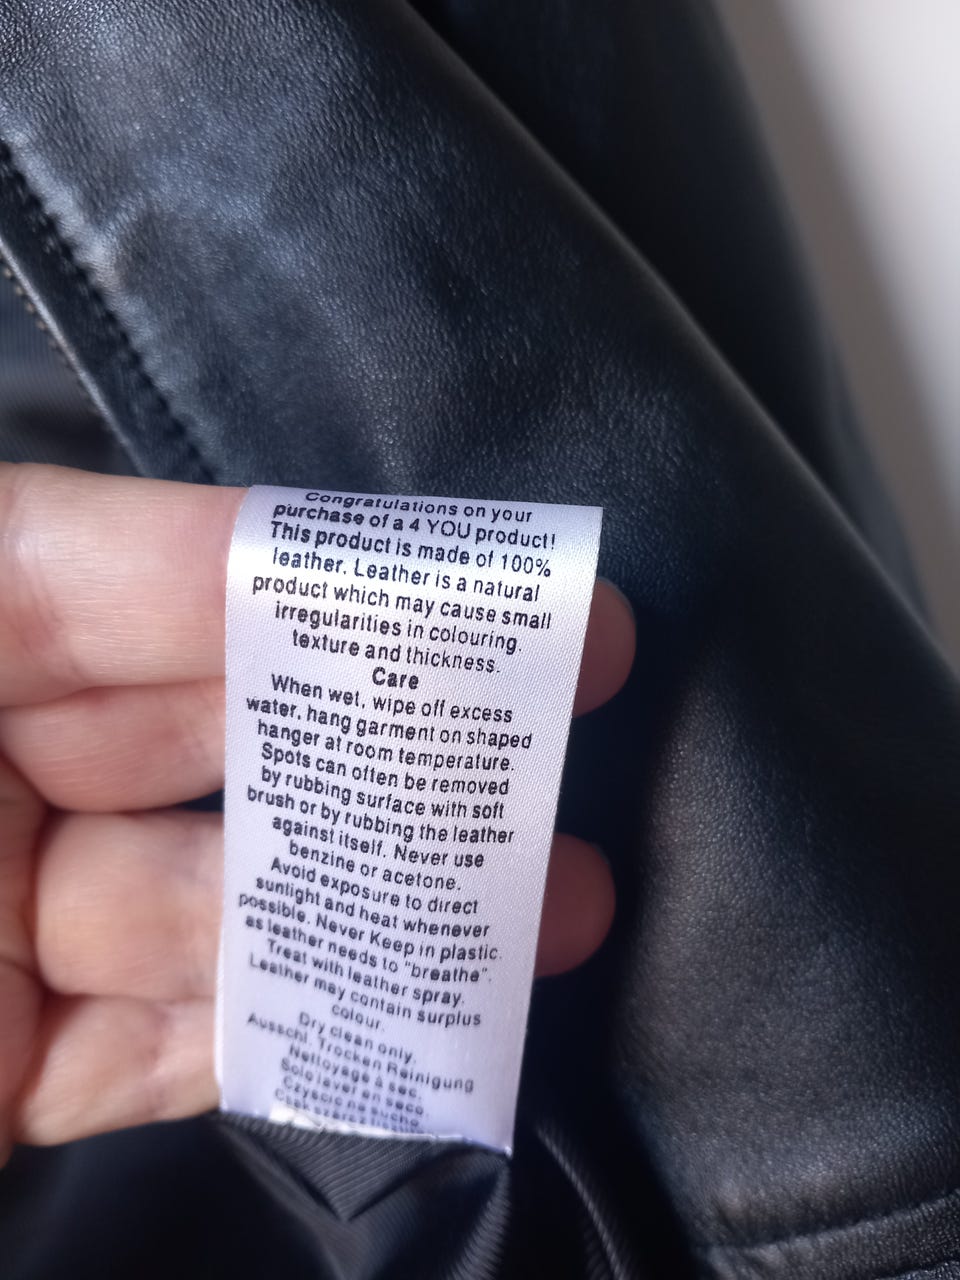 Congratulations on your
purchase of a 4 YOU product!
This product is made of 100%
leather. Leather is a natural
product which may cause small
irregularities in colouring,
texture and thickness.
Care
When wet, wipe off excess
water, hang garment on shaped
hanger at room temperature.
Spots can often be removed
by rubbing surface with soft
brush or by rubbing the leather
against itself. Never use
benzine or acetone.
Avoid exposure to direct
sunlight and heat whenever
possible. Never Keep in plastic.
as leather needs to "breathe".
Treat with leather spray.
Leather may contain surplus
colour.
Dry clean only.
Ausschl. Trocken Reinigung
Nettoyage à sec.
Solo lavar en seco.
Czyscic na sucho.